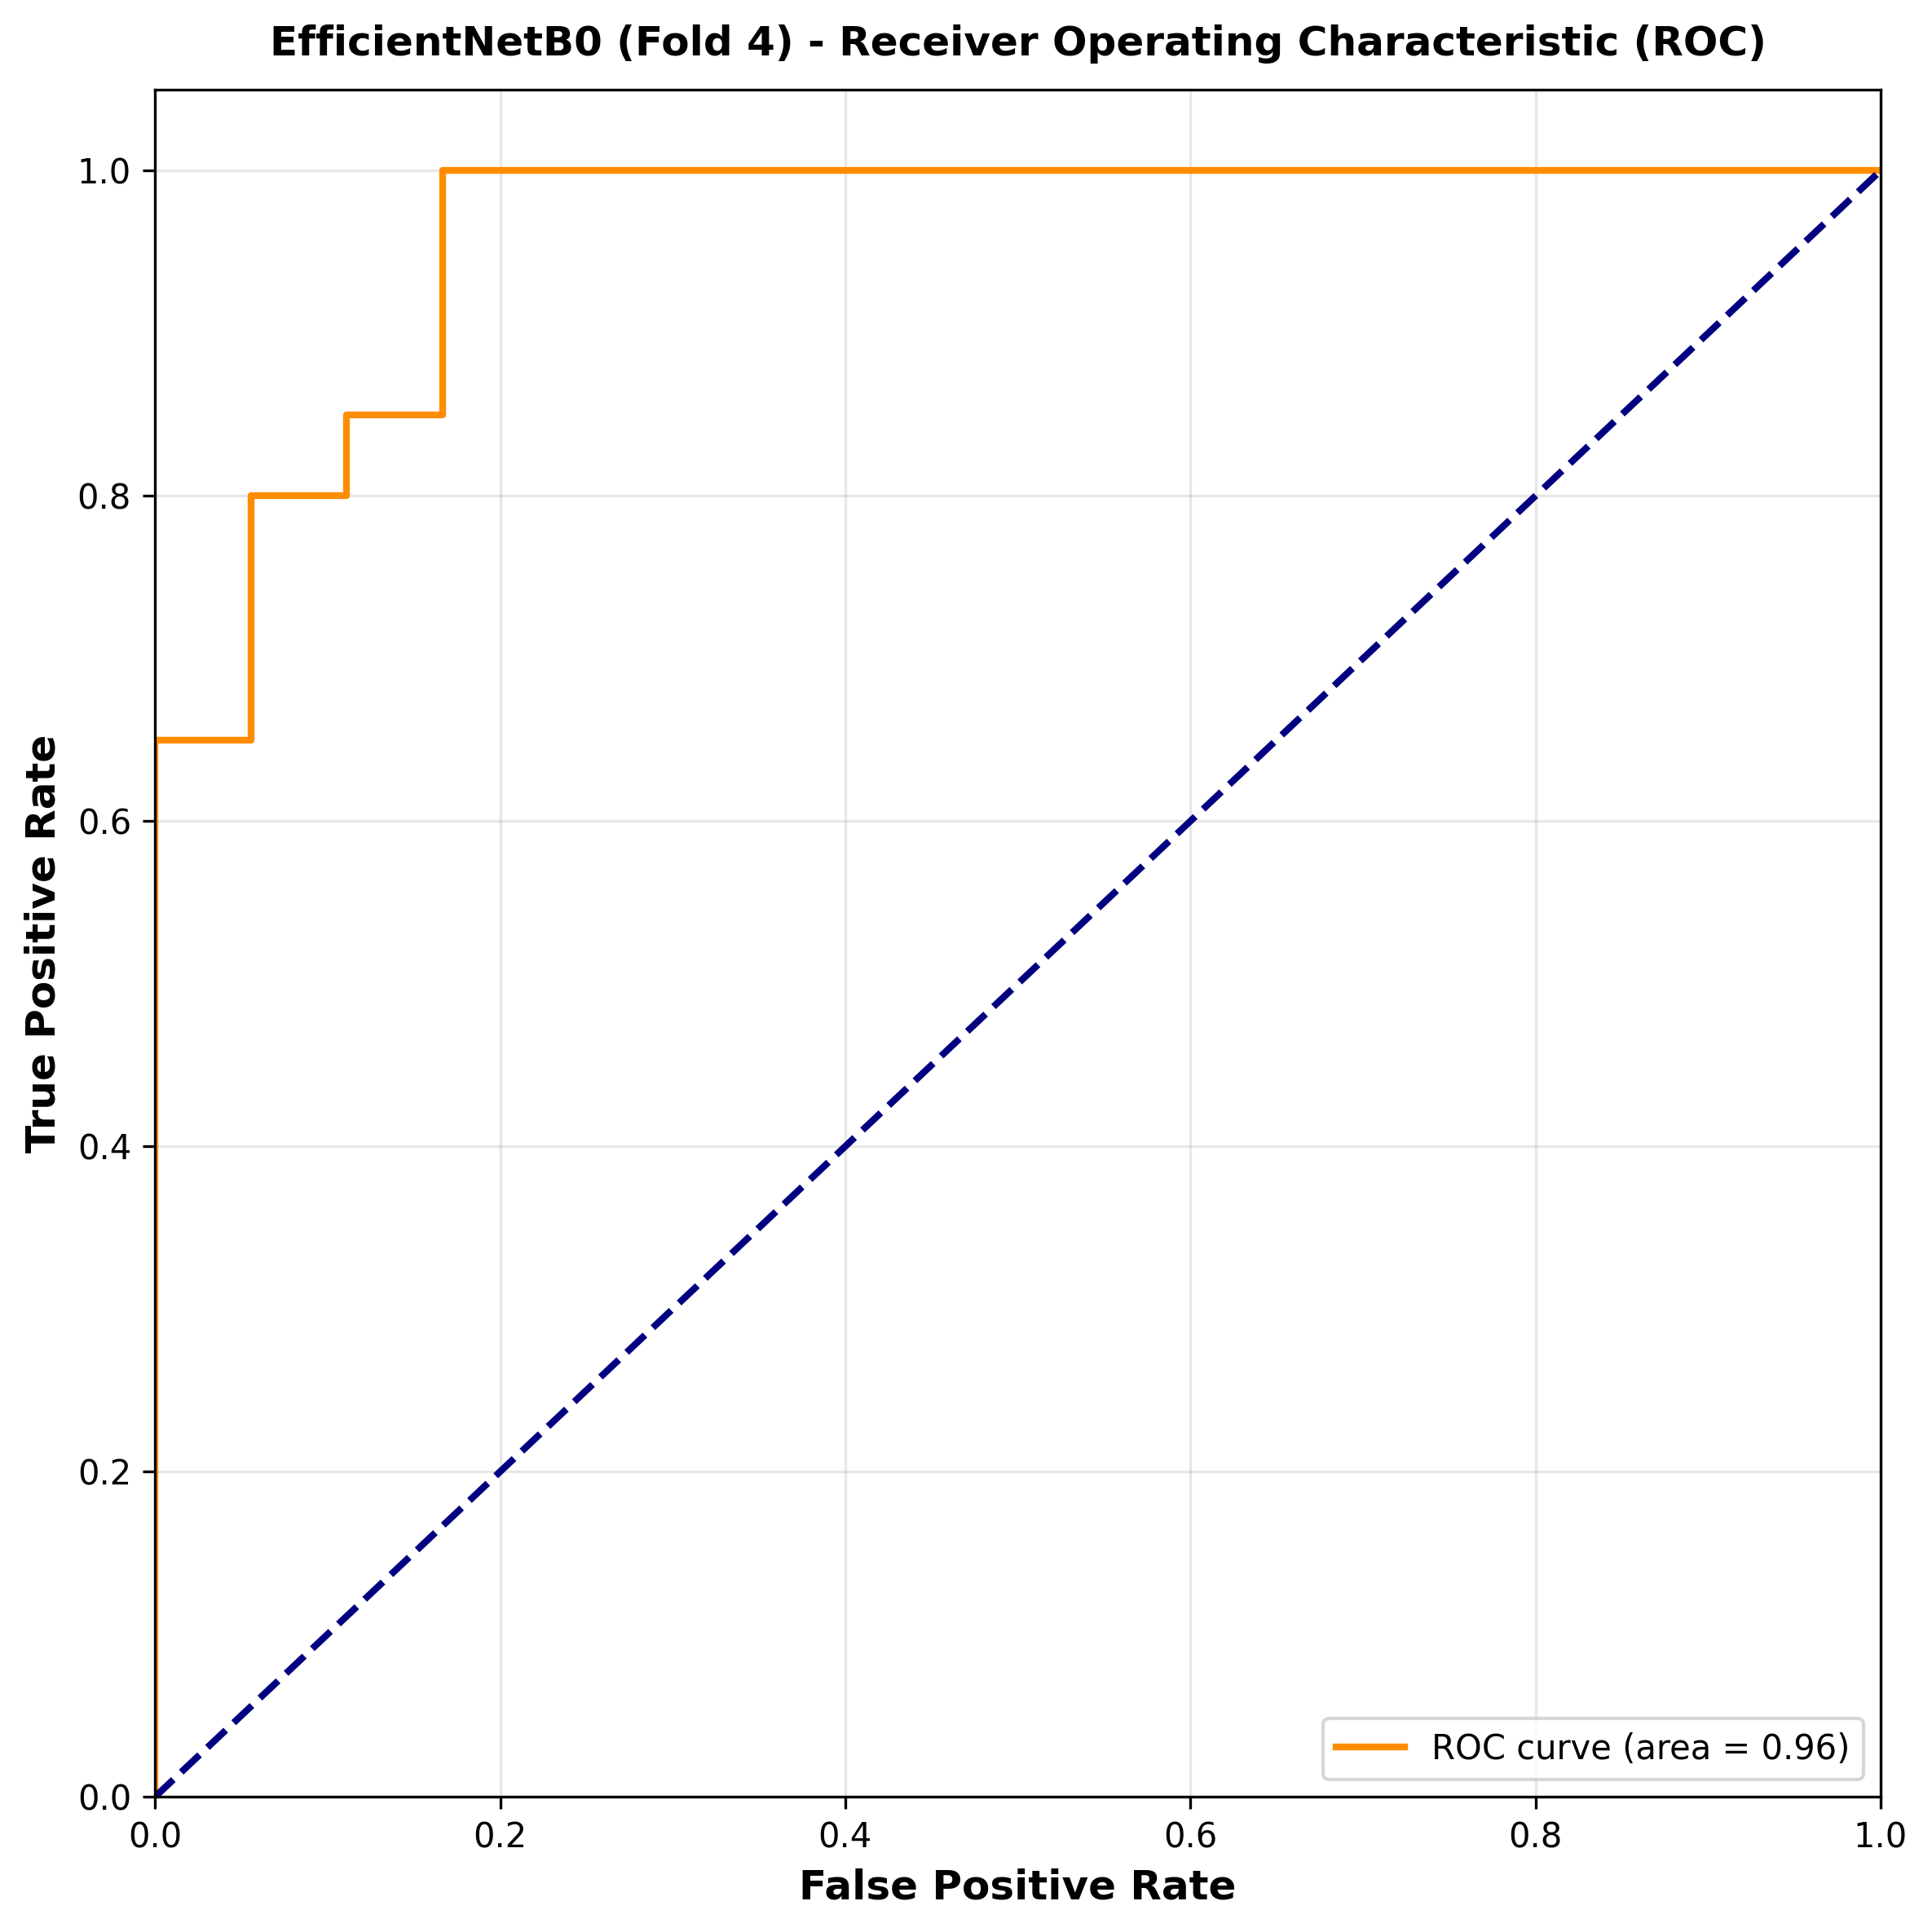 EfficientNetB0 (Fold 4) - Receiver Operating Characteristic (ROC)
True Positive Rate
1.0
0.8
0.6
0.4
0.2
0.0
0.0 0.2 0.4 0.6 0.8 1.0
False Positive Rate
ROC curve (area = 0.96)